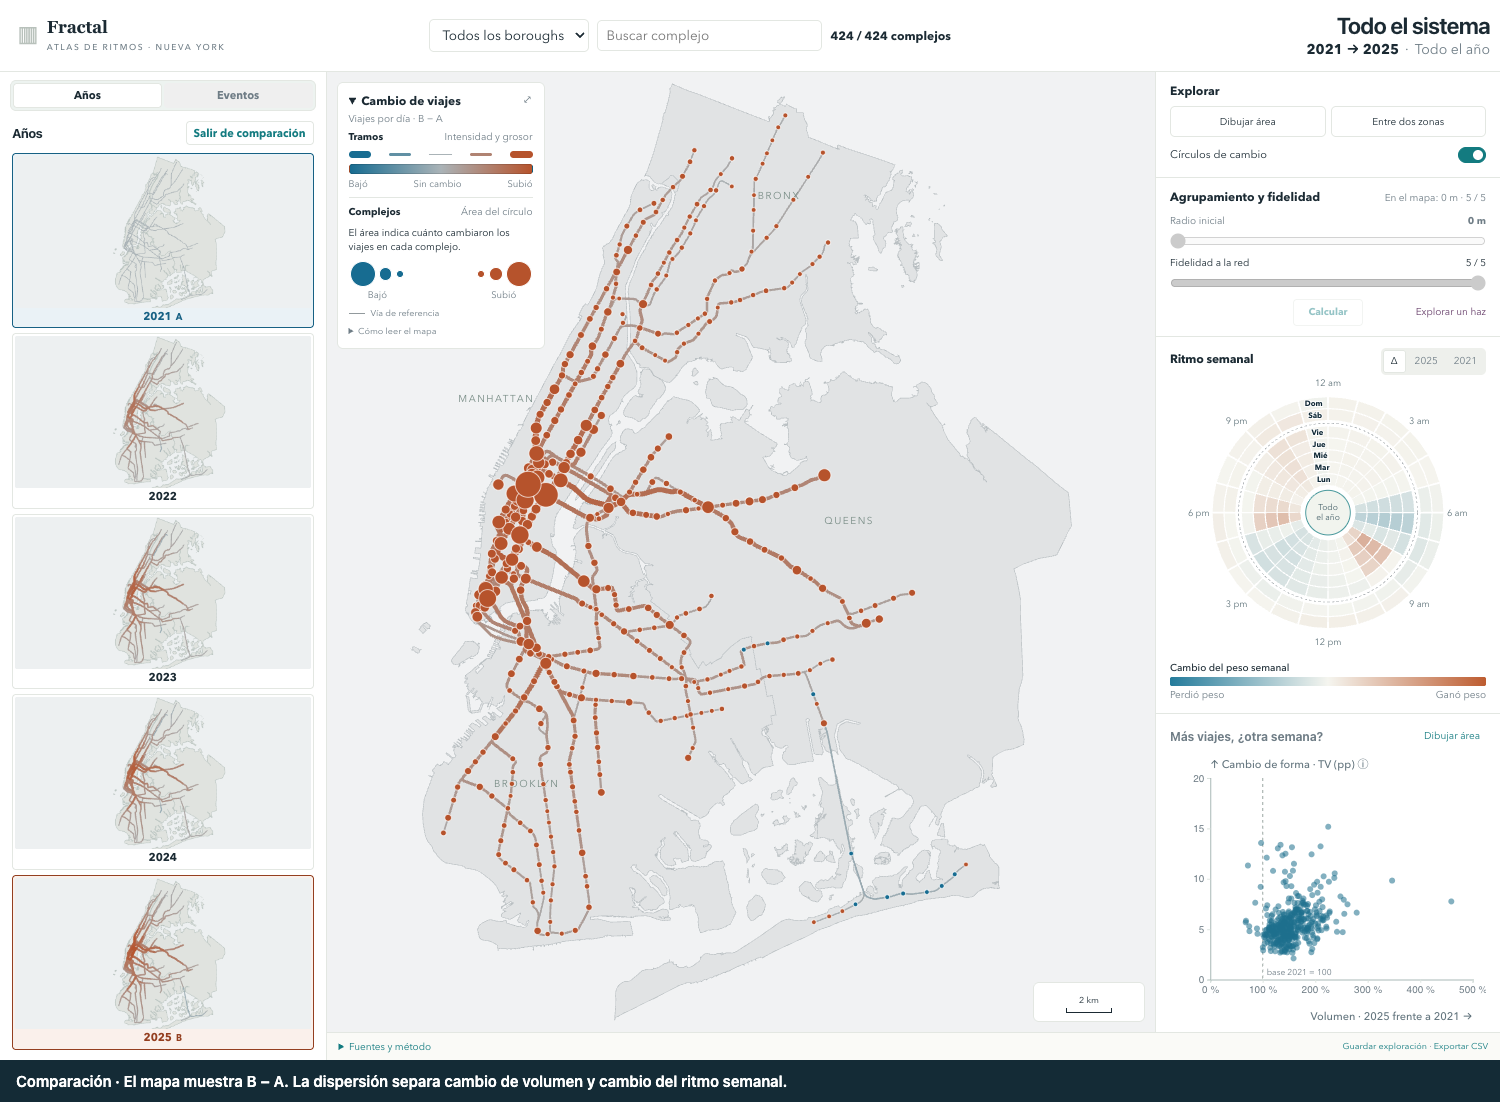 Fractal
ATLAS DE RITMOS · NUEVA YORK
Todos los boroughs
Buscar complejo
424 / 424 complejos
Todo el sistema
2021 → 2025 · Todo el año
Años
Eventos
Años
Salir de comparación
2021 A
2022
2023
2024
2025 B
▼ Cambio de viajes
Viajes por día · B − A
Tramos
Intensidad y grosor
Bajó
Sin cambio
Subió
Complejos
Área del círculo
El área indica cuánto cambiaron los
viajes en cada complejo.
Bajó
Subió
Vía de referencia
▶ Cómo leer el mapa
BRONX
MANHATTAN
QUEENS
BROOKLYN
2 km
▶ Fuentes y método
Guardar exploración · Exportar CSV
Explorar
Dibujar área
Entre dos zonas
Círculos de cambio
Agrupamiento y fidelidad
En el mapa: 0 m · 5 / 5
Radio inicial
0 m
Fidelidad a la red
5 / 5
Calcular
Explorar un haz
Ritmo semanal
Δ
2025
2021
12 am
Dom
Sáb
Vie
Jue
Mié
Mar
Lun
9 pm
3 am
6 pm
Todo
el año
6 am
3 pm
9 am
12 pm
Cambio del peso semanal
Perdió peso
Ganó peso
Más viajes, ¿otra semana?
Dibujar área
↑ Cambio de forma · TV (pp) ⓘ
20
15
10
5
0
base 2021 = 100
0 %
100 %
200 %
300 %
400 %
500 %
Volumen · 2025 frente a 2021 →
Comparación · El mapa muestra B − A. La dispersión separa cambio de volumen y cambio del ritmo semanal.